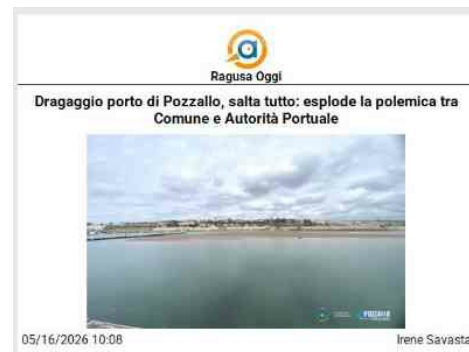 Ragusa Oggi
Dragaggio porto di Pozzallo, salta tutto: esplode la polemica tra
Comune e Autorità Portuale
POZZALLO
05/16/2026 10:08
Irene Savasta